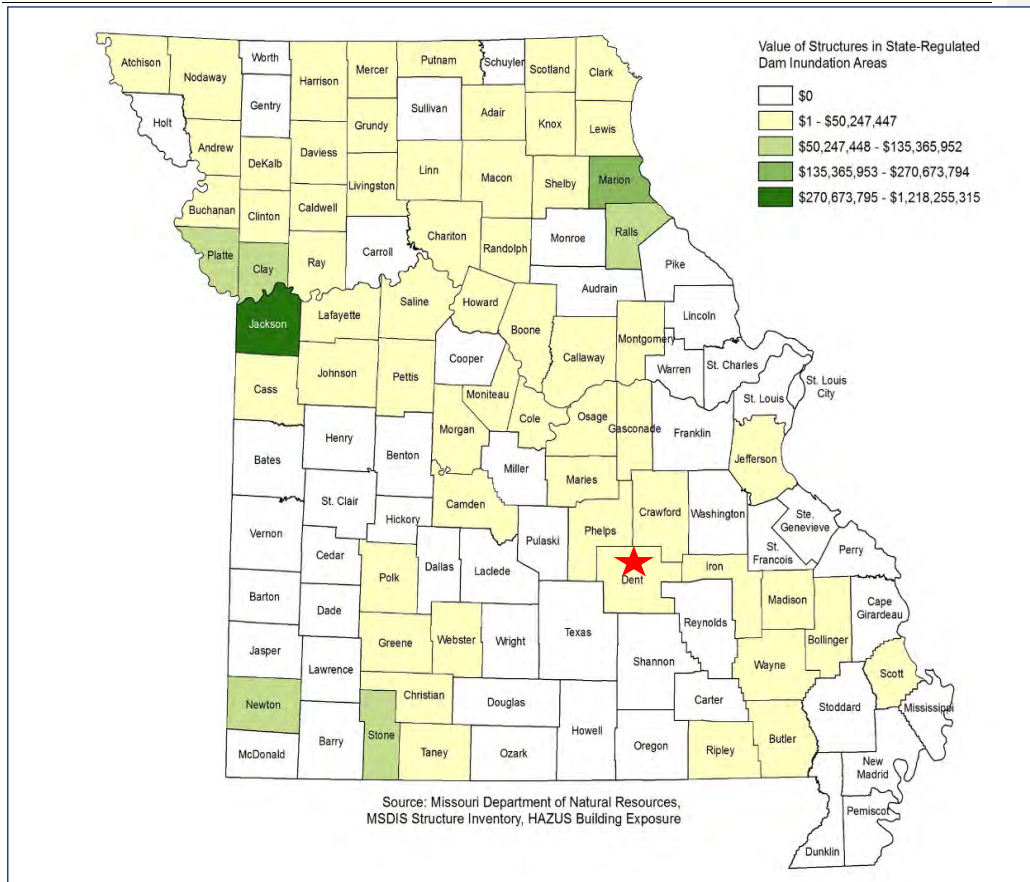 Value of Structures in State-Regulated
Dam Inundation Areas
$0
$1 - $50,247,447
$50,247,448 - $135,365,952
$135,365,953 - $270,673,794
$270,673,795 - $1,218,255,315
Atchison
Nodaway
Worth
Harrison
Mercer
Putnam
Schuyler
Scotland
Clark
Holt
Gentry
Sullivan
Adair
Knox
Lewis
Andrew
DeKalb
Daviess
Grundy
Livingston
Linn
Macon
Shelby
Marion
Buchanan
Clinton
Caldwell
Chariton
Randolph
Monroe
Ralls
Platte
Clay
Ray
Carroll
Pike
Audrain
Jackson
Lafayette
Saline
Howard
Boone
Callaway
Montgomery
Lincoln
Warren
St. Charles
St. Louis
City
St. Louis
Cass
Johnson
Pettis
Cooper
Moniteau
Cole
Osage
Gasconade
Franklin
Jefferson
Bates
Henry
Benton
Morgan
Miller
Maries
St. Clair
Hickory
Camden
Phelps
Crawford
Washington
Ste.
Genevieve
St.
Francois
Perry
Vernon
Cedar
Polk
Dallas
Laclede
Pulaski
Dent
Iron
Madison
Bollinger
Cape
Girardeau
Barton
Dade
Greene
Webster
Wright
Texas
Shannon
Reynolds
Wayne
Scott
Mississippi
Jasper
Lawrence
Christian
Douglas
Howell
Carter
Stoddard
Newton
Stone
McDonald
Barry
Taney
Ozark
Oregon
Ripley
Butler
New
Madrid
Pemiscot
Dunklin
Source: Missouri Department of Natural Resources,
MSDIS Structure Inventory, HAZUS Building Exposure